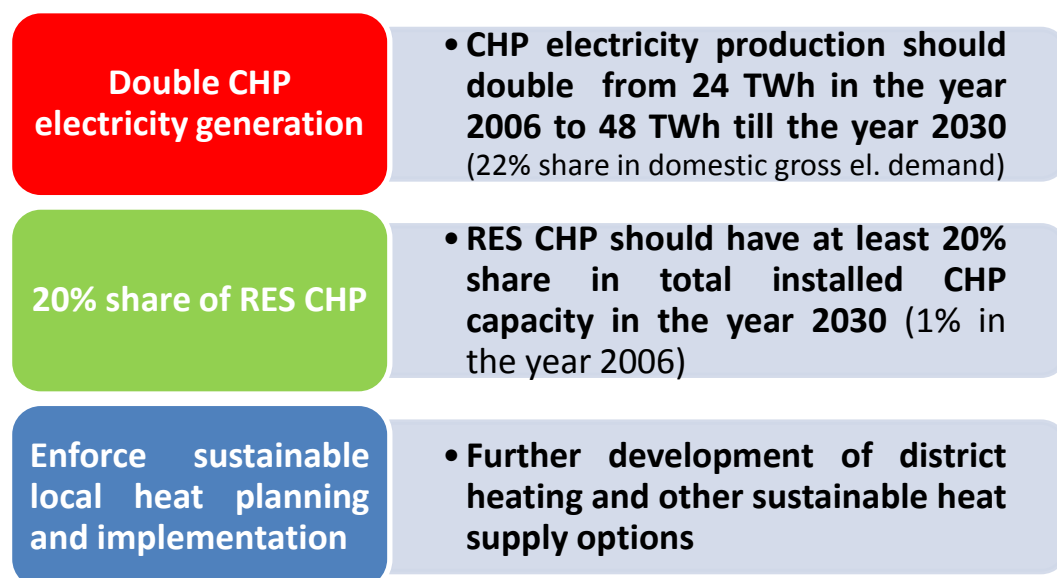 Double CHP
electricity generation
• CHP electricity production should
double from 24 TWh in the year
2006 to 48 TWh till the year 2030
(22% share in domestic gross el. demand)
20% share of RES CHP
• RES CHP should have at least 20%
share in total installed CHP
capacity in the year 2030 (1% in
the year 2006)
Enforce sustainable
local heat planning
and implementation
• Further development of district
heating and other sustainable heat
supply options